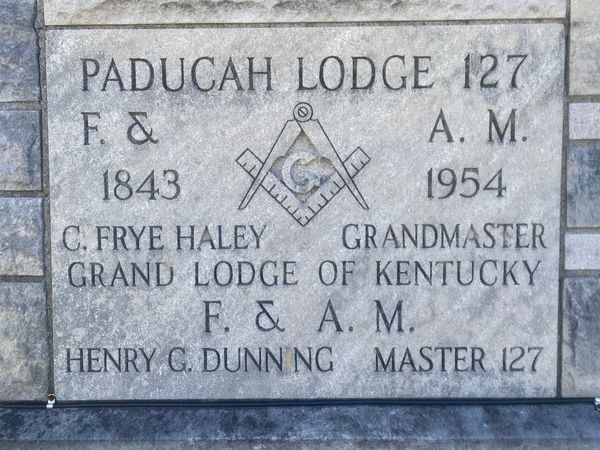 PADUCAH LODGE 127
F. & A. M.
G
1843 1954
C. FRYE HALEY GRANDMASTER
GRAND LODGE OF KENTUCKY
F. & A. M.
HENRY G. DUNNING MASTER 127